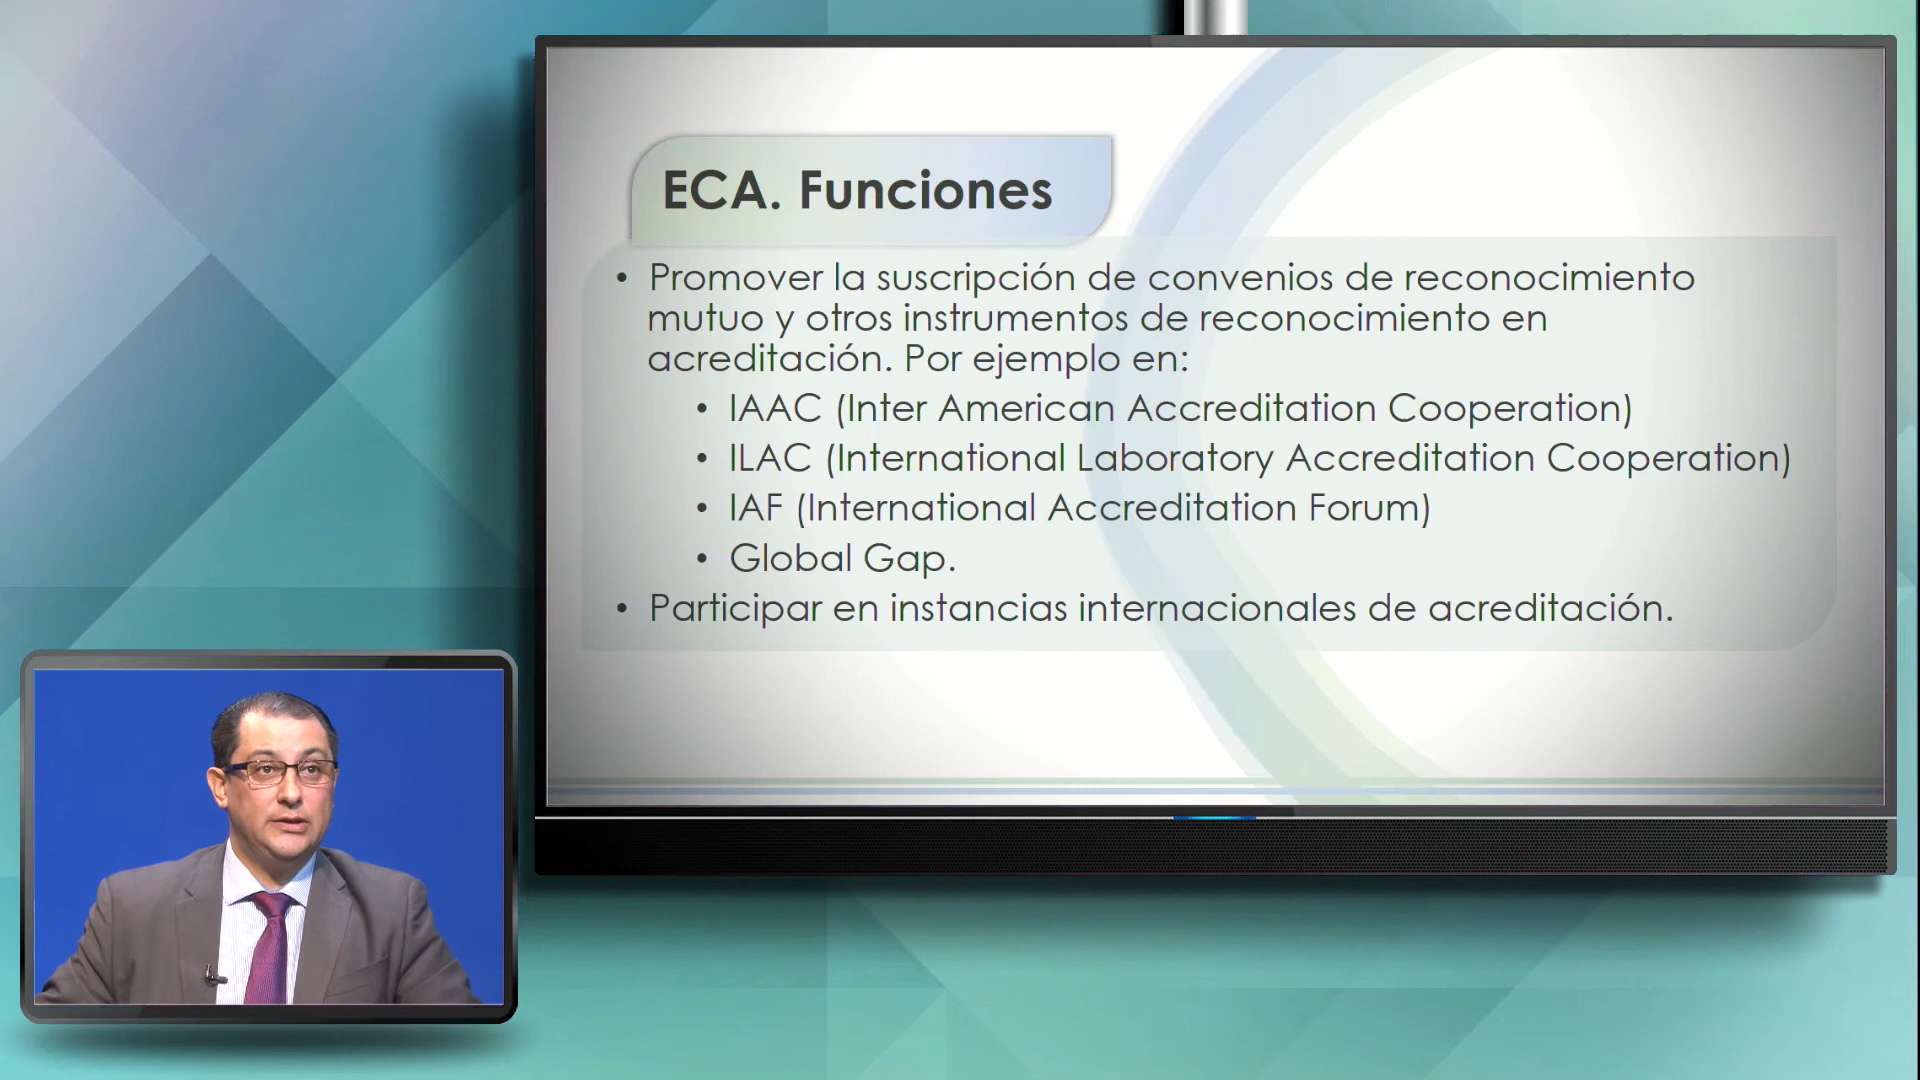 ECA. Funciones
• Promover la suscripción de convenios de reconocimiento
mutuo y otros instrumentos de reconocimiento en
acreditación. Por ejemplo en:
• IAAC (Inter American Accreditation Cooperation)
• ILAC (International Laboratory Accreditation Cooperation)
• IAF (International Accreditation Forum)
• Global Gap.
• Participar en instancias internacionales de acreditación.